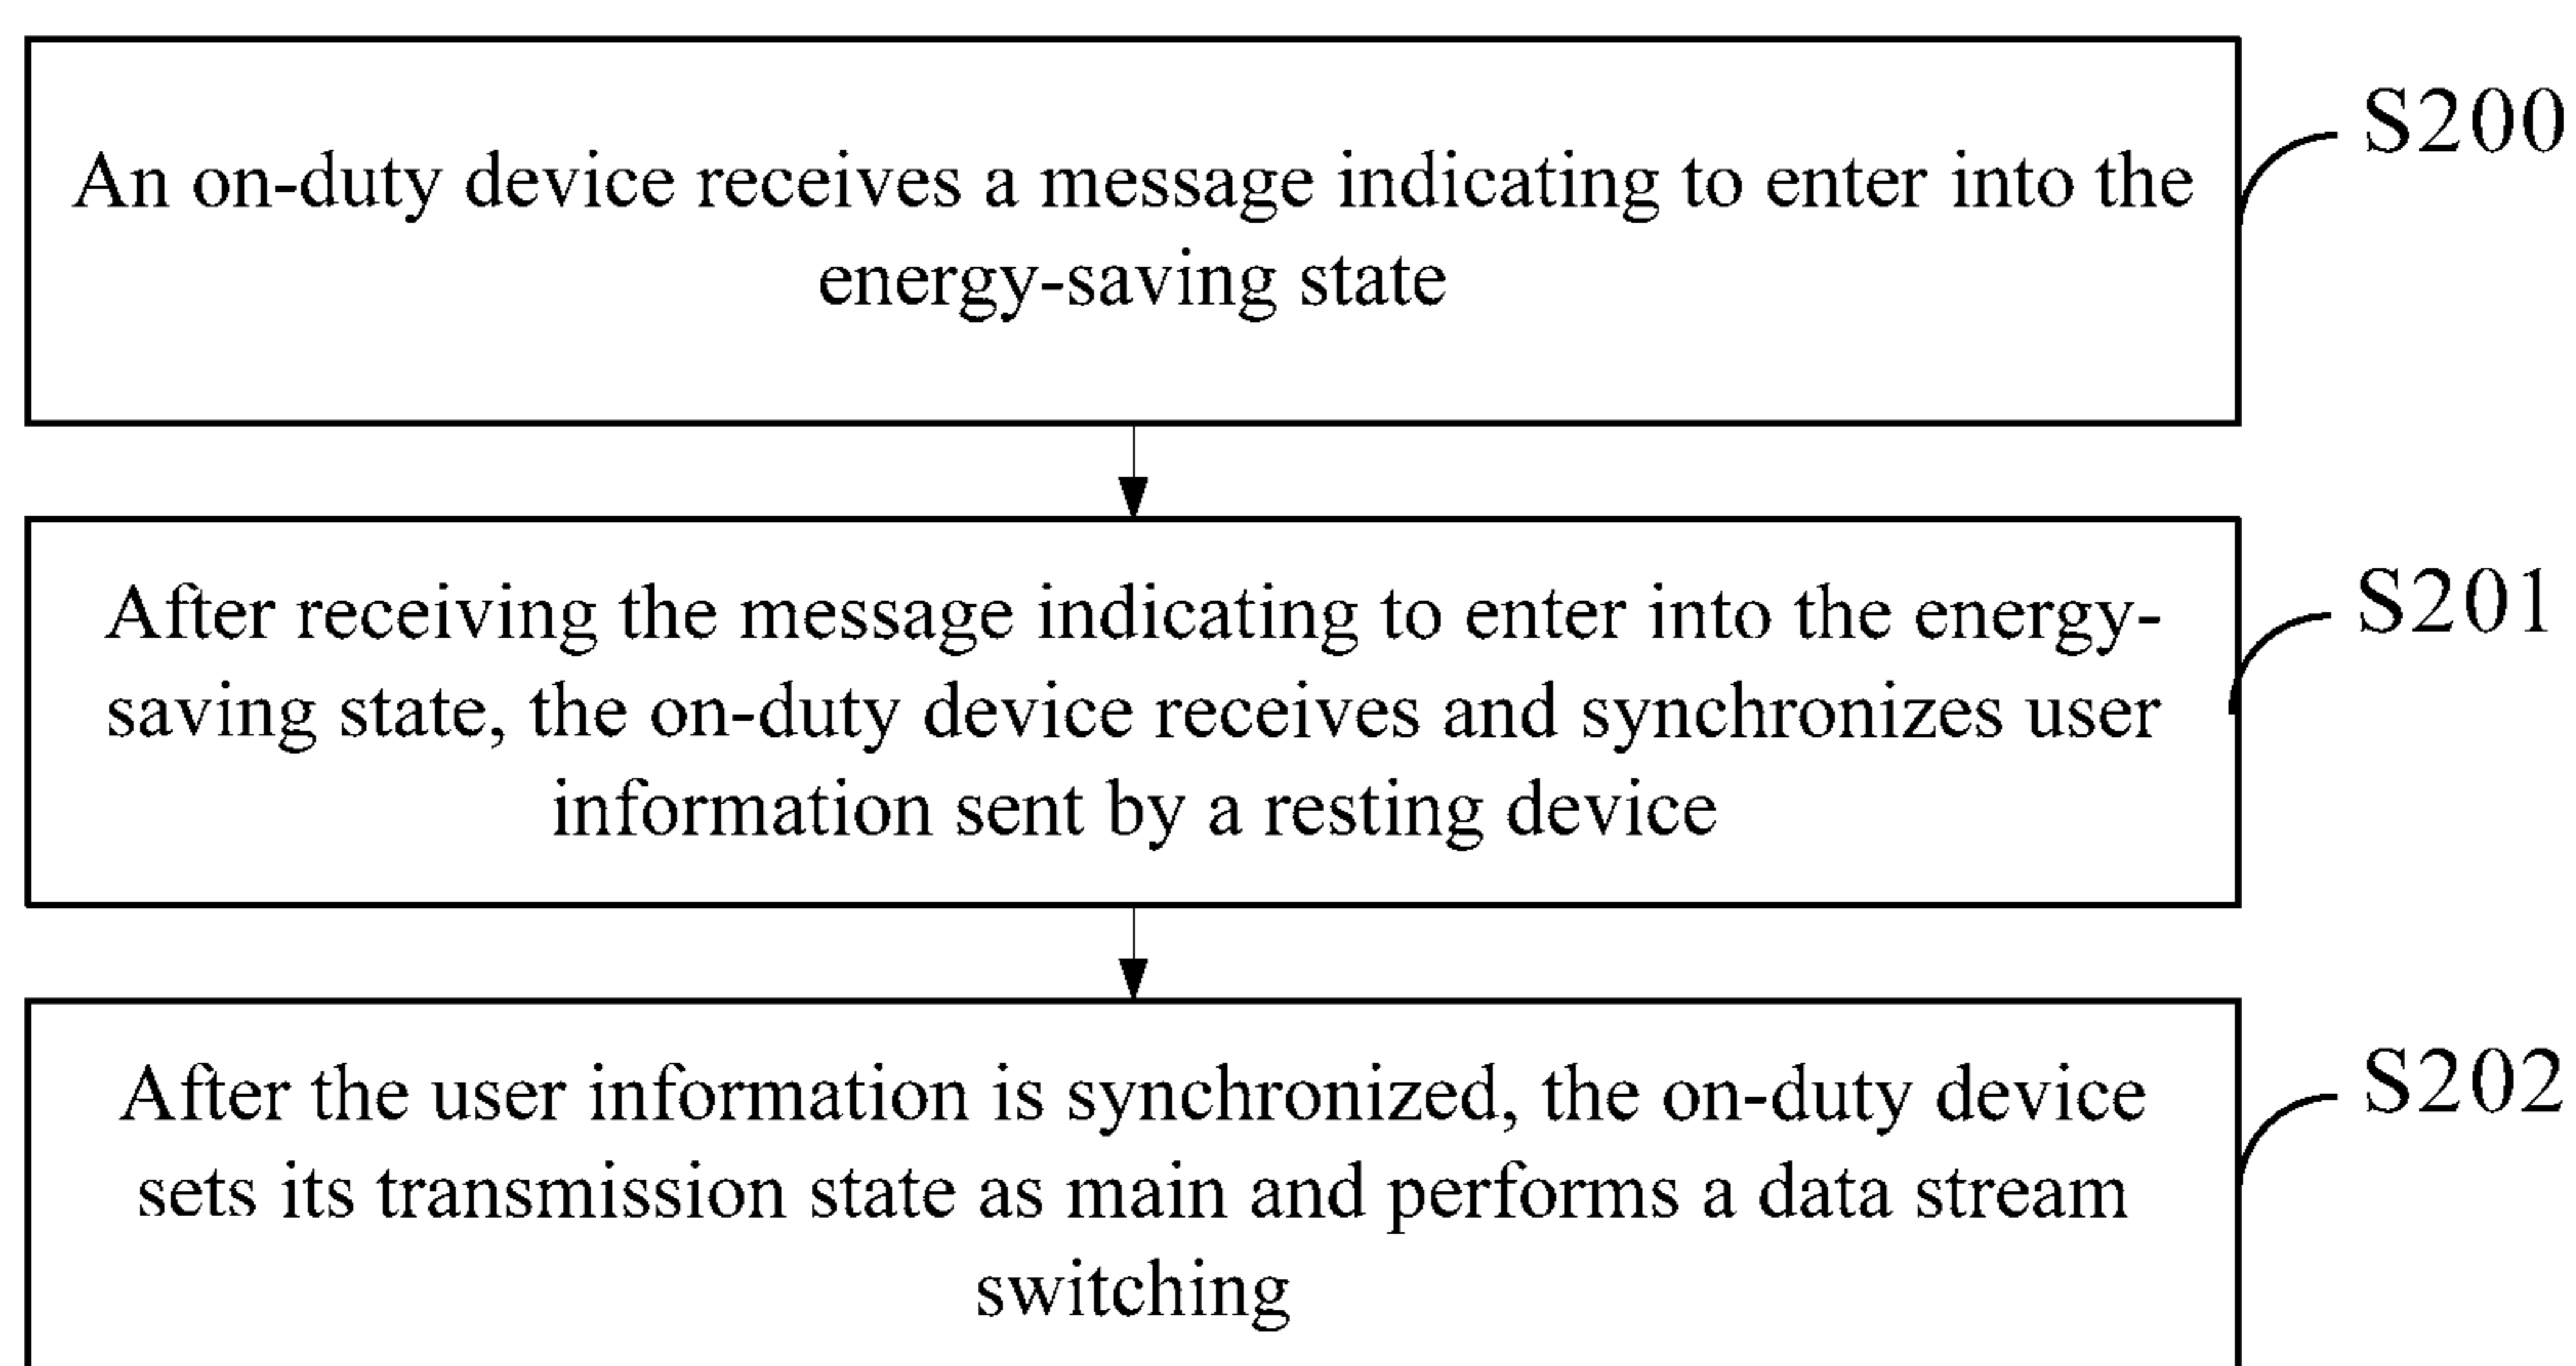 An on-duty device receives a message indicating to enter into the
energy-saving state
S200
After receiving the message indicating to enter into the energy-
saving state, the on-duty device receives and synchronizes user
information sent by a resting device
S201
After the user information is synchronized, the on-duty device
sets its transmission state as main and performs a data stream
switching
S202